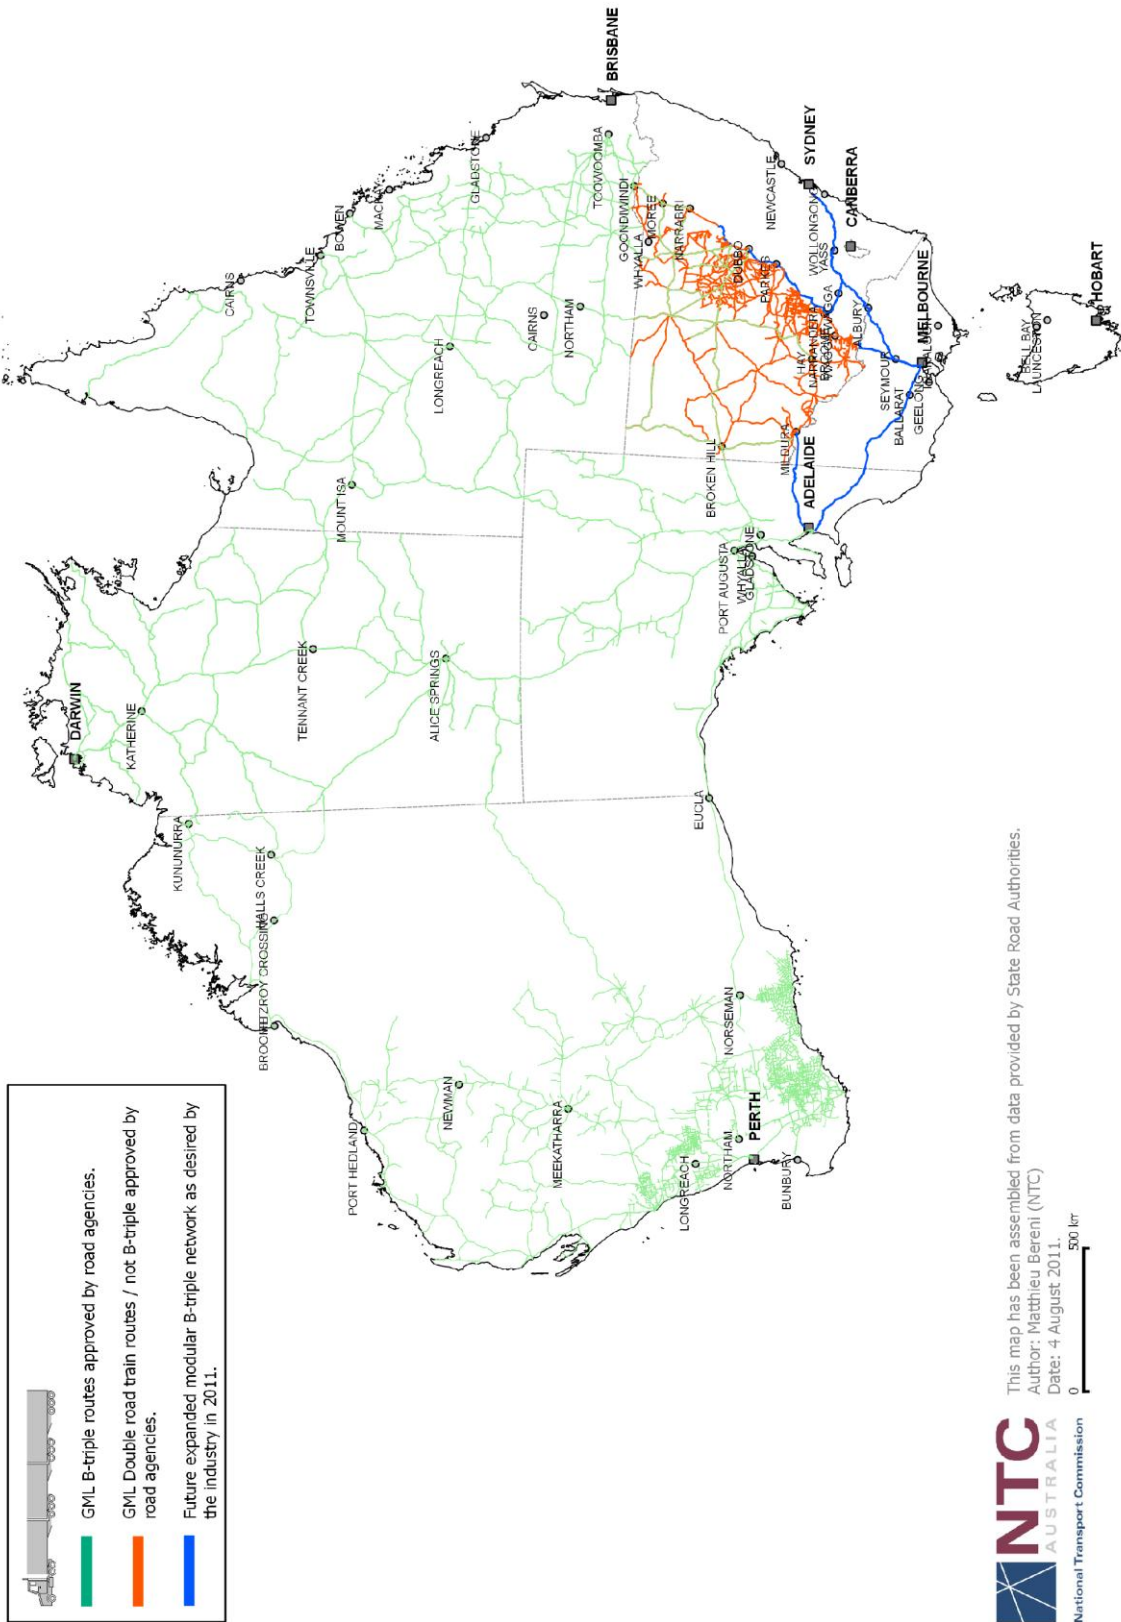 GML B-triple routes approved by road agencies.
GML Double road train routes / not B-triple approved by
road agencies.
Future expanded modular B-triple network as desired by
the industry in 2011.
DARWIN
KATHERINE
KUNUNURRA
HALLS CREEK
FITZROY CROSSING
BROOME
PORT HEDLAND
NEWMAN
MEEKATHARRA
LONGREACH
NORTHAM
PERTH
BUNBURY
NORSEMAN
EUCLA
TENNANT CREEK
ALICE SPRINGS
MOUNT ISA
CAIRNS
TOWNSVILLE
BOWEN
MACKAY
GLADSTONE
LONGREACH
CAIRNS
NORTHAM
BRISBANE
TOOWOOMBA
GOONDIWINDI
WHYALLA
MOREE
NARRABRI
DUBBO
PARKES
NEWCASTLE
SYDNEY
WOLLONGONG
YASS
CANBERRA
HAY
NARRANDERA
ALBURY
BROKEN HILL
MILDURA
ADELAIDE
PORT AUGUSTA
WHYALLA
GLADSTONE
SEYMOUR
BALLARAT
GEELONG
MELBOURNE
BELL BAY
LAUNCESTON
HOBART
NTC
AUSTRALIA
National Transport Commission
This map has been assembled from data provided by State Road Authorities.
Author: Matthieu Bereni (NTC)
Date: 4 August 2011.
0 500 km